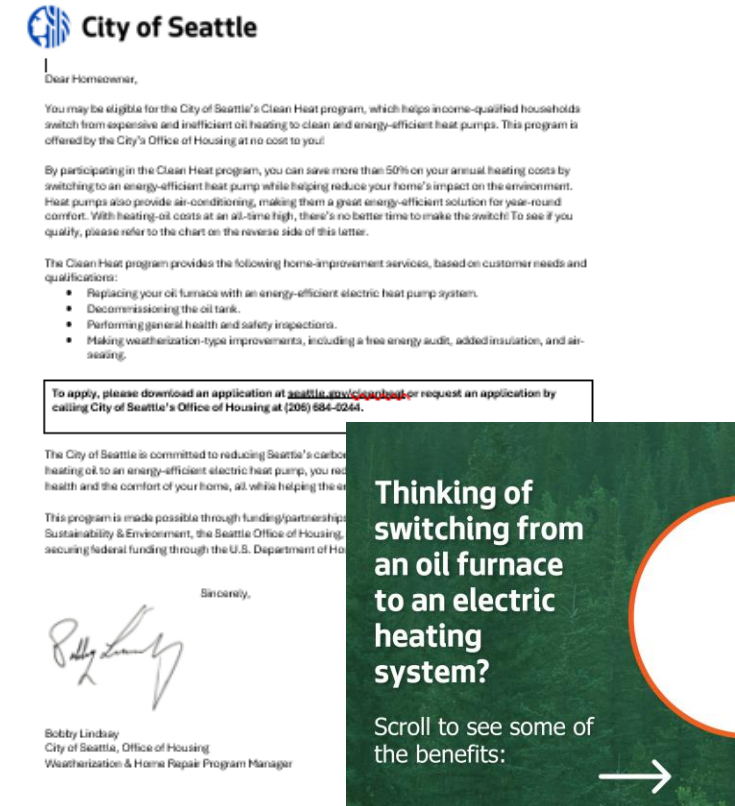 City of Seattle
Dear Homeowner,
You may be eligible for the City of Seattle's Clean Heat program, which helps income-qualified households
switch from expensive and inefficient oil heating to clean and energy-efficient heat pumps. This program is
offered by the City's Office of Housing at no cost to you!
By participating in the Clean Heat program, you can save more than 50% on your annual heating costs by
switching to an energy-efficient heat pump while helping reduce your home's impact on the environment.
Heat pumps also provide air-conditioning, making them a great energy-efficient solution for year-round
comfort. With heating-oil costs at an all-time high, there's no better time to make the switch! To see if you
qualify, please refer to the chart on the reverse side of this letter.
The Clean Heat program provides the following home-improvement services, based on customer needs and
qualifications:
• Replacing your oil furnace with an energy-efficient electric heat pump system.
• Decommissioning the oil tank.
• Performing general health and safety inspections.
• Making weatherization-type improvements, including a free energy audit, added insulation, and air-
sealing.
To apply, please download an application at seattle.gov/cleanheat or request an application by
calling City of Seattle's Office of Housing at (206) 684-0244.
The City of Seattle is committed to reducing Seattle's carbo
heating oil to an energy-efficient electric heat pump, you red
health and the comfort of your home, all while helping the e
This program is made possible through funding/partnerships
Sustainability & Environment, the Seattle Office of Housing,
securing federal funding through the U.S. Department of Ho
Sincerely,
Bobby Lindsay
City of Seattle, Office of Housing
Weatherization & Home Repair Program Manager
Thinking of
switching from
an oil furnace
to an electric
heating
system?
Scroll to see some of
the benefits: